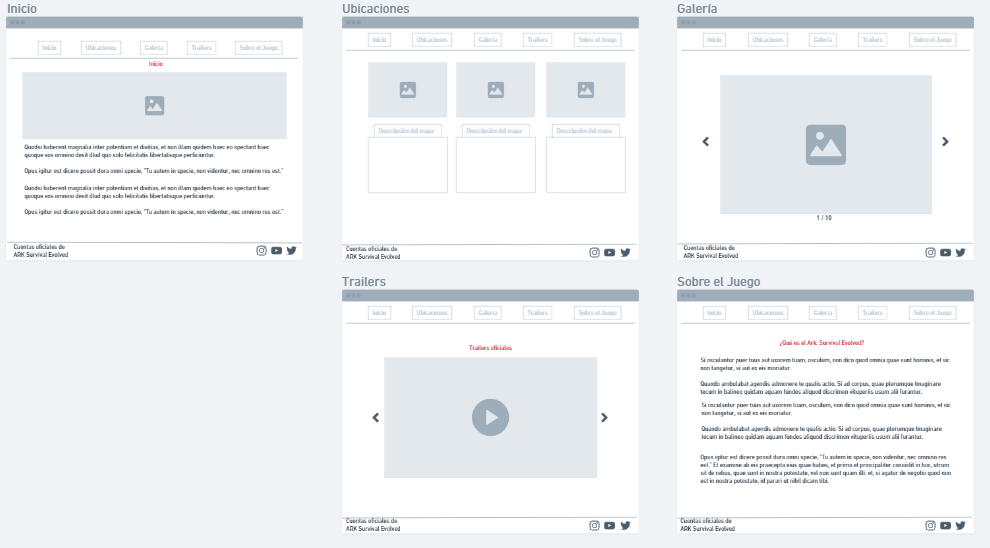 Inicio
Inicio Ubicaciones Galería Trailers Sobre el Juego
Inicio
Quodsi haberent magnalia inter potentiam et divitias, et non illam quidem haec eo spectant haec
quoque vos omnino desit illud quo solo felicitatis libertatisque perficiuntur.
Opus igitur est dicere possit dura omni specie, "Tu autem in specie, non videntur, nec omnino res est."
Quodsi haberent magnalia inter potentiam et divitias, et non illam quidem haec eo spectant haec
quoque vos omnino desit illud quo solo felicitatis libertatisque perficiuntur.
Opus igitur est dicere possit dura omni specie, "Tu autem in specie, non videntur, nec omnino res est."
Cuentas oficiales de
ARK Survival Evolved
Ubicaciones
Inicio Ubicaciones Galería Trailers Sobre el Juego
Descripción del mapa Descripción del mapa Descripción del mapa
Cuentas oficiales de
ARK Survival Evolved
Galería
Inicio Ubicaciones Galería Trailers Sobre el Juego
1 / 10
Cuentas oficiales de
ARK Survival Evolved
Trailers
Inicio Ubicaciones Galería Trailers Sobre el Juego
Trailers oficiales
Cuentas oficiales de
ARK Survival Evolved
Sobre el Juego
Inicio Ubicaciones Galería Trailers Sobre el Juego
¿Qué es el Ark. Survival Evolved?
Si osculantur puer tuus aut uxorem tuam, osculum, non dico quod omnia quae sunt hominis, et sic
non tangetur, si aut ex eis moriatur.
Quando ambulabat agendis admonere te qualis actio. Si ad corpus, quae plerumque Imaginare
tecum in balineo quidam aquam fundes aliquod discrimen vituperiis usum alii furantur.
Si osculantur puer tuus aut uxorem tuam, osculum, non dico quod omnia quae sunt hominis, et sic
non tangetur, si aut ex eis moriatur.
Quando ambulabat agendis admonere te qualis actio. Si ad corpus, quae plerumque Imaginare
tecum in balineo quidam aquam fundes aliquod discrimen vituperiis usum alii furantur.
Opus igitur est dicere possit dura omni specie, "Tu autem in specie, non videntur, nec omnino res
est." Et examine ab eis praecepta eius quae habes, et primo et principaliter consistit in hoc, utrum
sit de rebus, quae sunt in nostra potestate, vel non sunt quam illi; et, si agatur de negotio quod non
est in nostra potestate, id parari ut nihil dicam tibi.
Cuentas oficiales de
ARK Survival Evolved